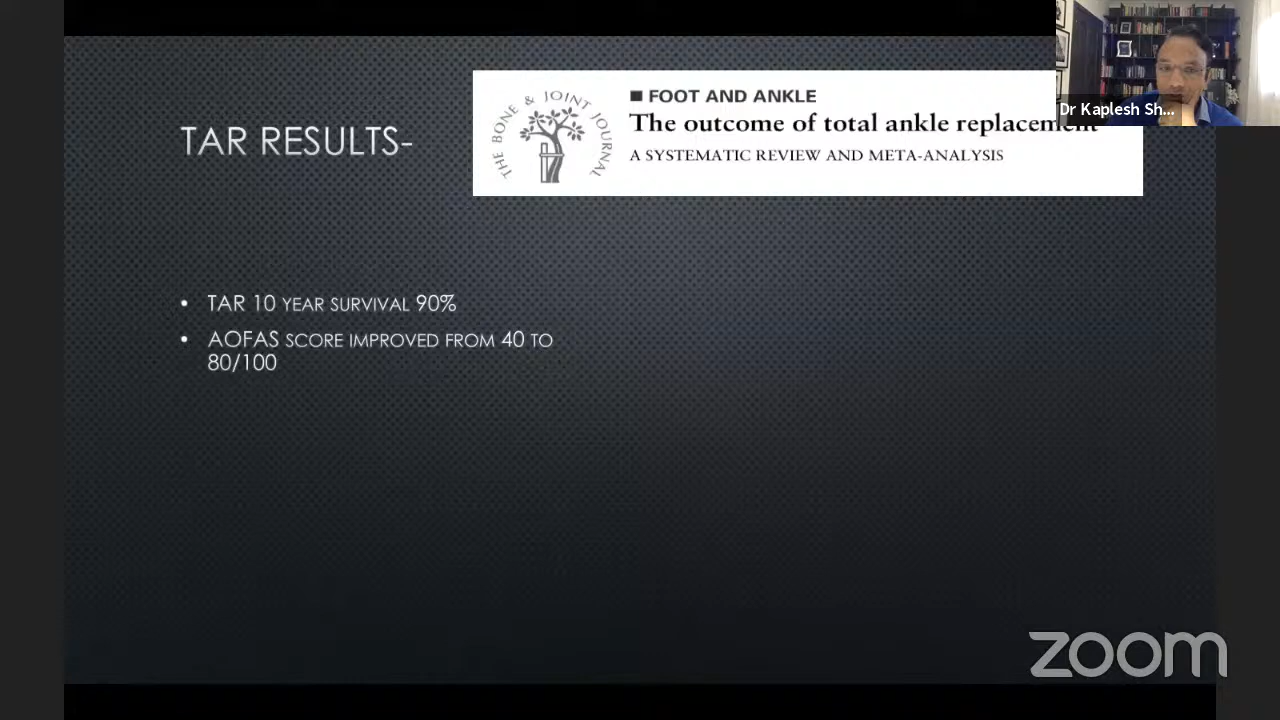 TAR RESULTS-
THE BONE & JOINT JOURNAL
■ FOOT AND ANKLE
The outcome of total ankle replacement
A SYSTEMATIC REVIEW AND META-ANALYSIS
Dr Kaplesh Sh...
• TAR 10 YEAR SURVIVAL 90%
• AOFAS SCORE IMPROVED FROM 40 TO
80/100
zoom